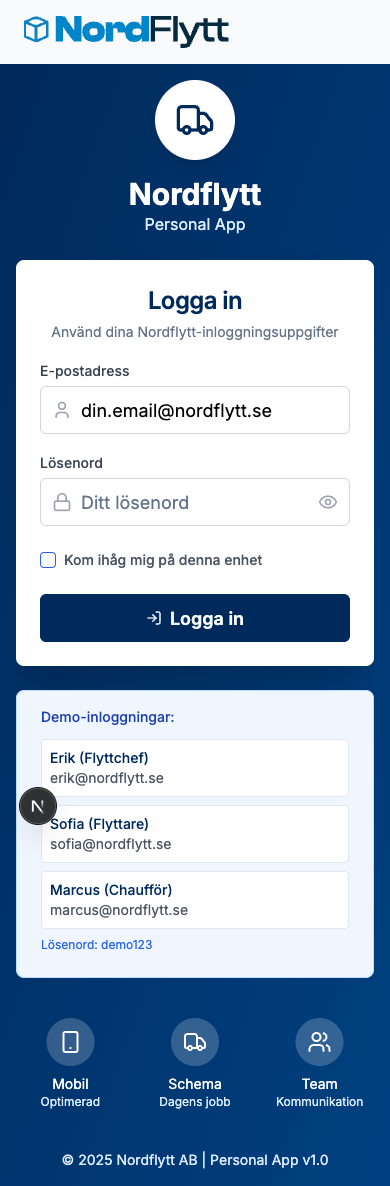 NordFlytt
Nordflytt
Personal App
Logga in
Använd dina Nordflytt-inloggningsuppgifter
E-postadress
din.email@nordflytt.se
Lösenord
Ditt lösenord
Kom ihåg mig på denna enhet
Logga in
Demo-inloggningar:
Erik (Flyttchef)
erik@nordflytt.se
N
Sofia (Flyttare)
sofia@nordflytt.se
Marcus (Chaufför)
marcus@nordflytt.se
Lösenord: demo123
Mobil
Optimerad
Schema
Dagens jobb
Team
Kommunikation
© 2025 Nordflytt AB | Personal App v1.0